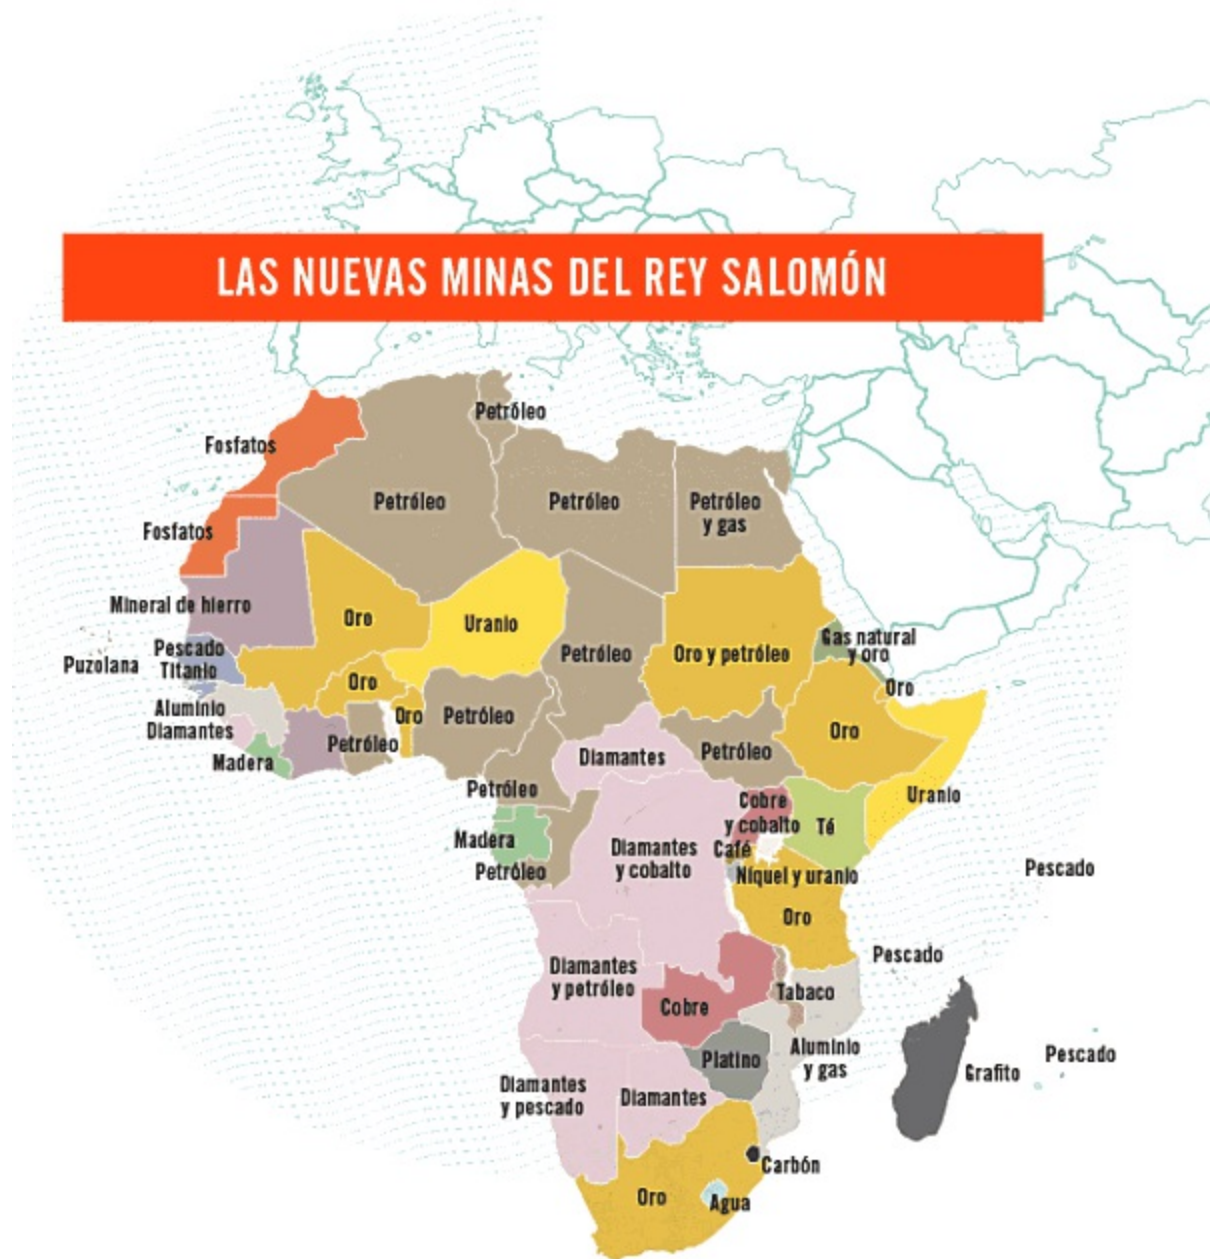 LAS NUEVAS MINAS DEL REY SALOMÓN
Petróleo
Fosfatos
Petróleo
Petróleo
Petróleo
y gas
Fosfatos
Mineral de hierro
Oro
Uranio
Gas natural
y oro
Pescado
Titanio
Puzolana
Petróleo
Oro y petróleo
Oro
Oro
Aluminio
Diamantes
Oro
Petróleo
Oro
Petróleo
Madera
Diamantes
Petróleo
Petróleo
Uranio
Cobre
y cobalto
Té
Madera
Diamantes
y cobalto
Café
Petróleo
Níquel y uranio
Pescado
Oro
Pescado
Diamantes
y petróleo
Tabaco
Cobre
Platino
Aluminio
y gas
Pescado
Grafito
Diamantes
y pescado
Diamantes
Carbón
Oro
Agua